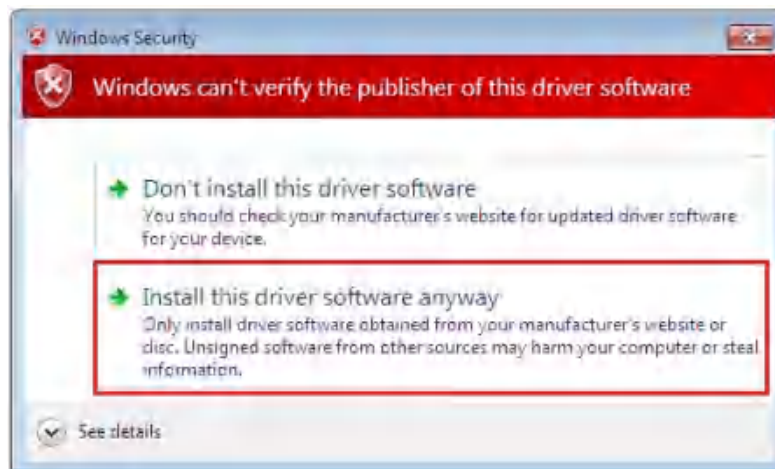 Windows Security
Windows can't verify the publisher of this driver software
Don't install this driver software
You should check your manufacturer's website for updated driver software
for your device.
Install this driver software anyway
Only install driver software obtained from your manufacturer's website or
disc. Unsigned software from other sources may harm your computer or steal
information.
See details